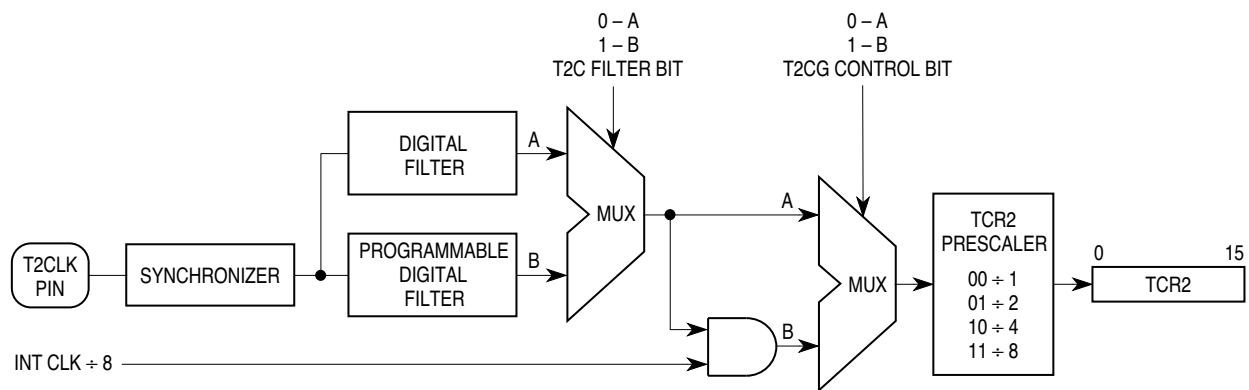 0 – A
1 – B
T2C FILTER BIT
0 – A
1 – B
T2CG CONTROL BIT
DIGITAL
FILTER
A
MUX
PROGRAMMABLE
DIGITAL
FILTER
B
T2CLK
PIN
SYNCHRONIZER
INT CLK ÷ 8
A
B
MUX
TCR2
PRESCALER
00 ÷ 1
01 ÷ 2
10 ÷ 4
11 ÷ 8
0 15
TCR2